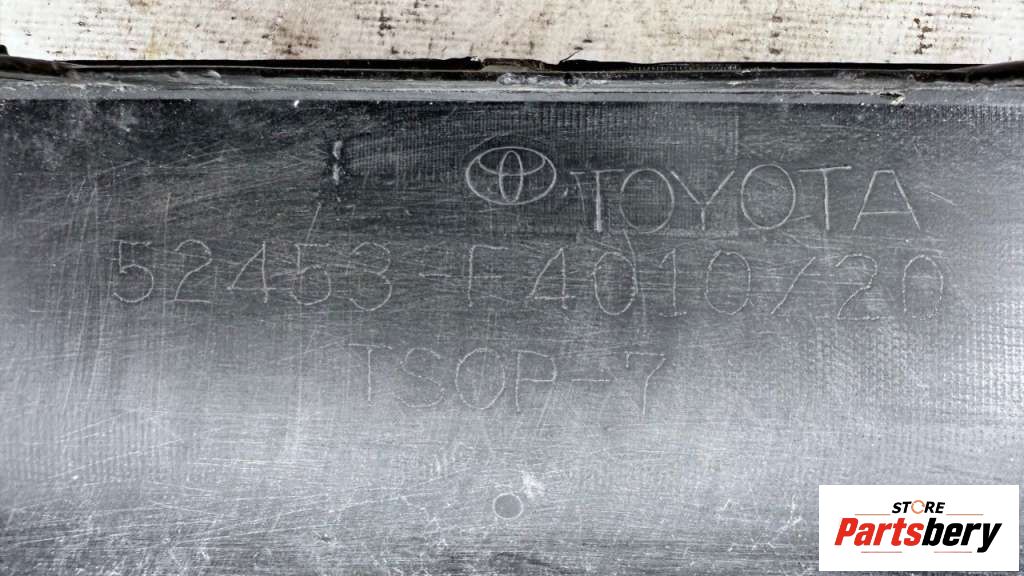 TOYOTA
52453-F4010/20
TSOP-7
STORE
Partsbery